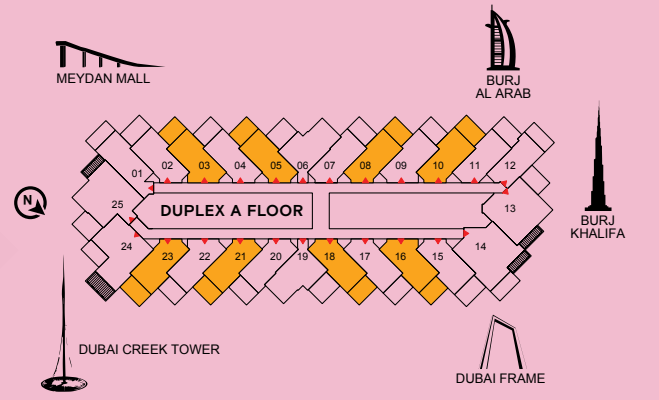 MEYDAN MALL
BURJ
AL ARAB
BURJ
KHALIFA
N
01 02 03 04 05 06 07 08 09 10 11 12
25 DUPLEX A FLOOR 13
24 23 22 21 20 19 18 17 16 15 14
DUBAI CREEK TOWER
DUBAI FRAME